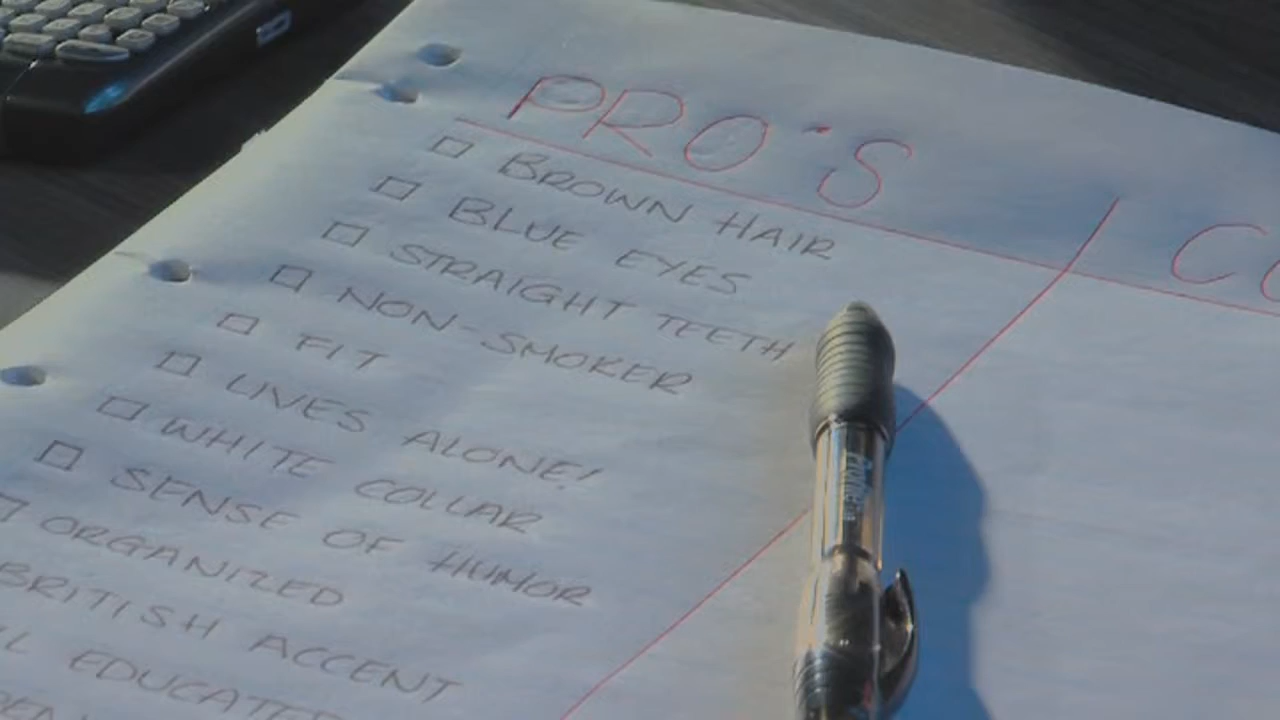 PRO'S
CO
BROWN HAIR
BLUE EYES
STRAIGHT TEETH
NON-SMOKER
FIT
LIVES ALONE!
WHITE COLLAR
SENSE OF HUMOR
ORGANIZED
BRITISH ACCENT
L EDUCATED